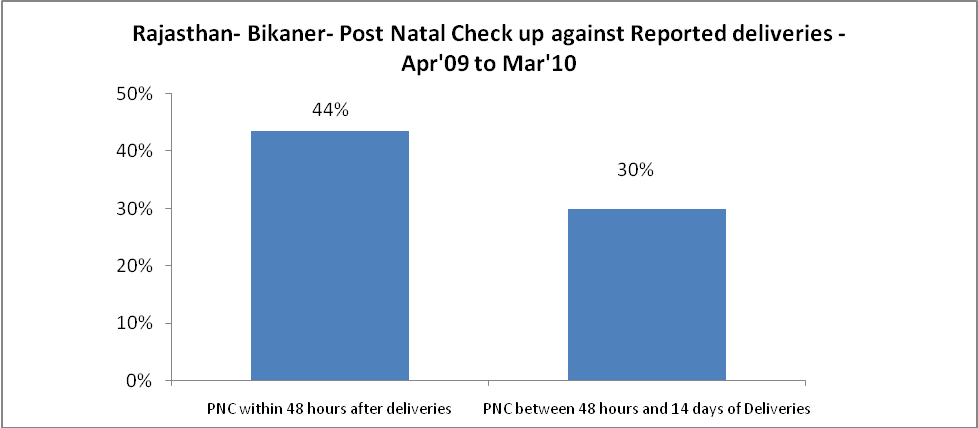 Rajasthan- Bikaner- Post Natal Check up against Reported deliveries -
Apr'09 to Mar'10
50%
44%
40%
30%
30%
20%
10%
0%
PNC within 48 hours after deliveries
PNC between 48 hours and 14 days of Deliveries